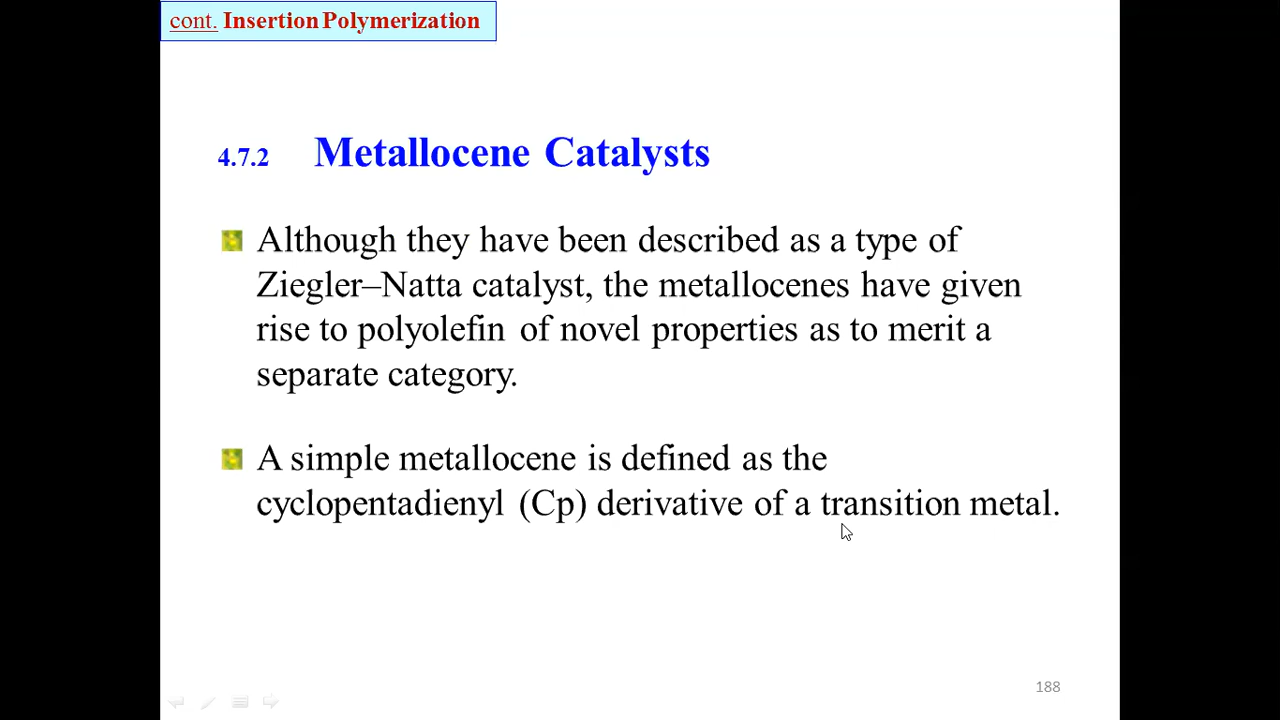 cont. Insertion Polymerization
4.7.2 Metallocene Catalysts
Although they have been described as a type of
Ziegler–Natta catalyst, the metallocenes have given
rise to polyolefin of novel properties as to merit a
separate category.
A simple metallocene is defined as the
cyclopentadienyl (Cp) derivative of a transition metal.
188